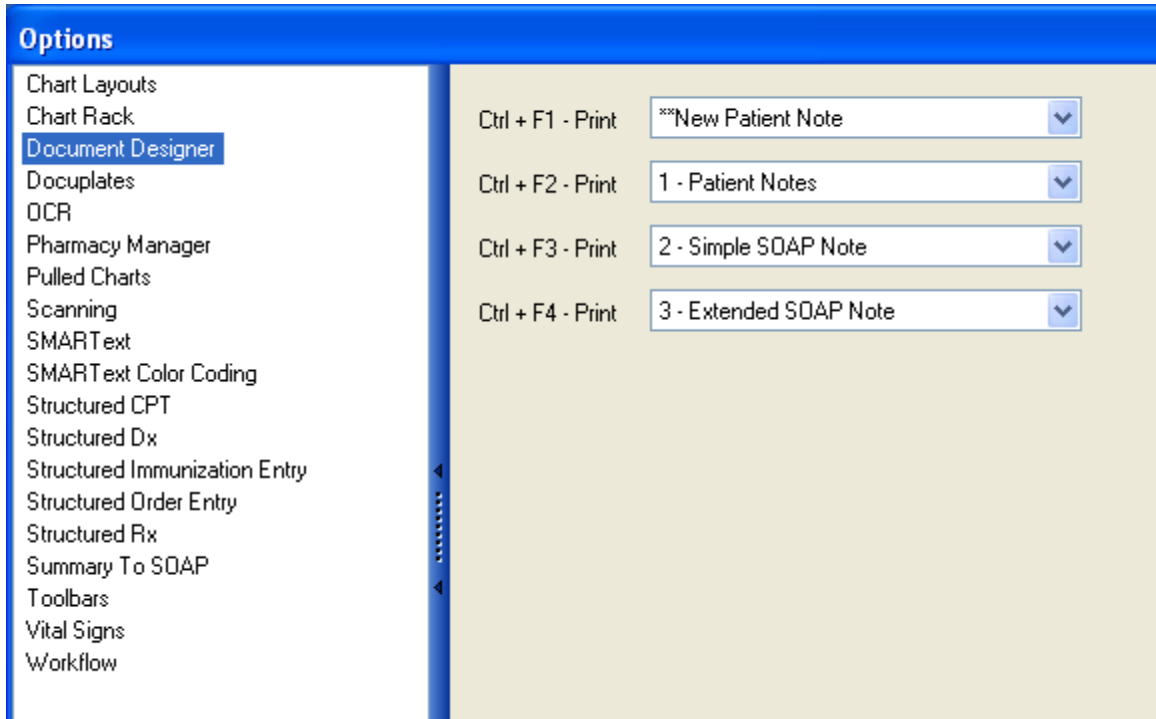 Options
Chart Layouts
Chart Rack
Document Designer
Docuplates
OCR
Pharmacy Manager
Pulled Charts
Scanning
SMARText
SMARText Color Coding
Structured CPT
Structured Dx
Structured Immunization Entry
Structured Order Entry
Structured Rx
Summary To SOAP
Toolbars
Vital Signs
Workflow
Ctrl + F1 - Print **New Patient Note
Ctrl + F2 - Print 1 - Patient Notes
Ctrl + F3 - Print 2 - Simple SOAP Note
Ctrl + F4 - Print 3 - Extended SOAP Note